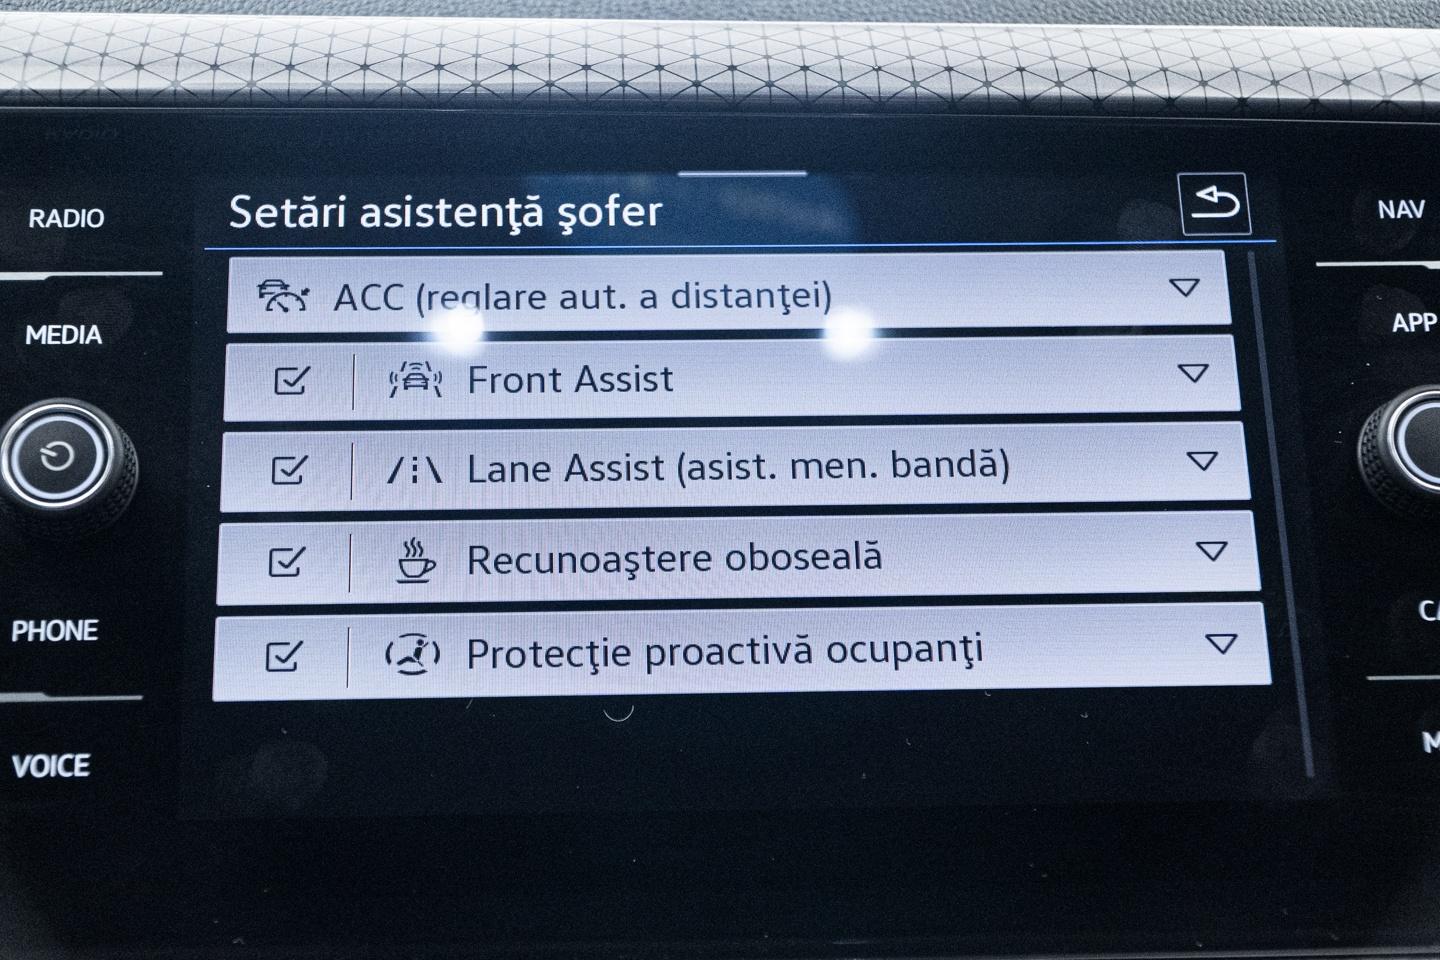 Setări asistenţă şofer
ACC (reglare aut. a distanţei)
Front Assist
Lane Assist (asist. men. bandă)
Recunoaştere oboseală
Protecţie proactivă ocupanţi
RADIO
MEDIA
PHONE
VOICE
NAV
APP